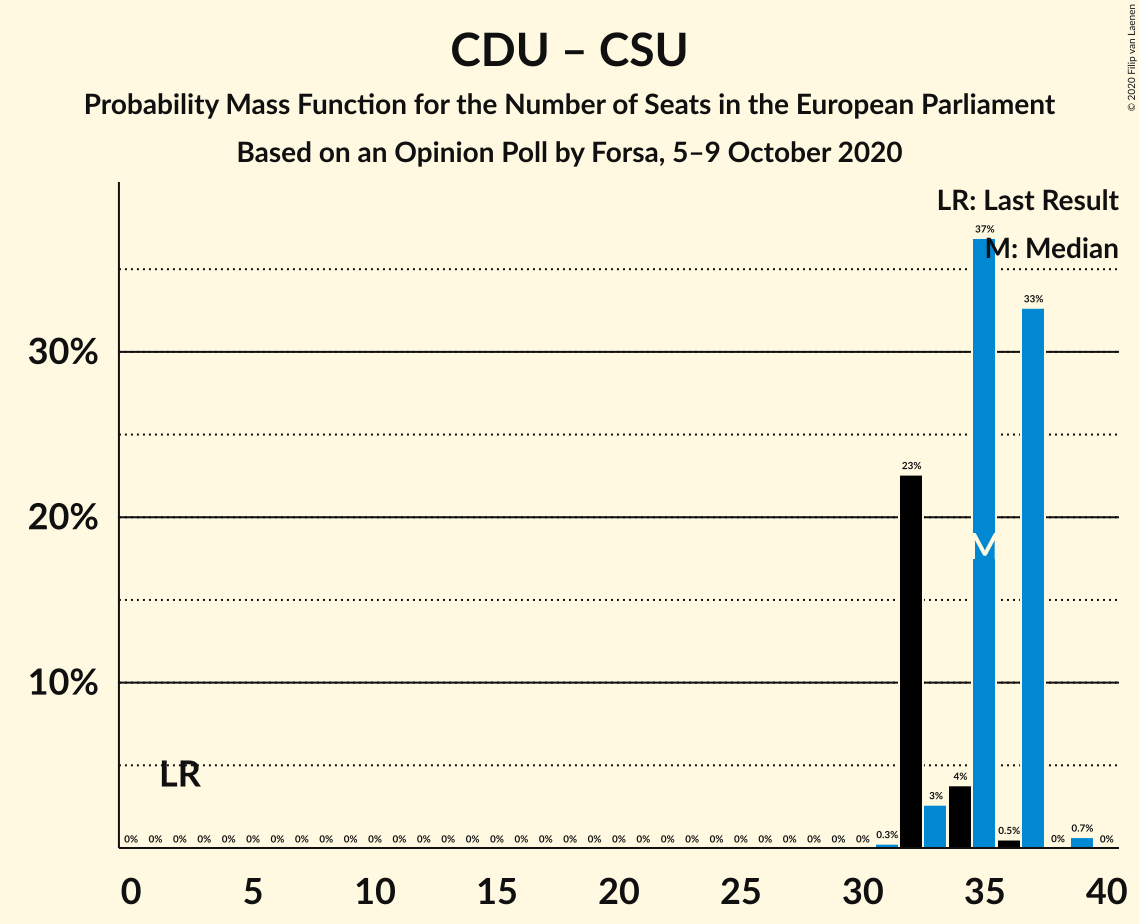 CDU – CSU
Probability Mass Function for the Number of Seats in the European Parliament
Based on an Opinion Poll by Forsa, 5–9 October 2020
© 2020 Filip van Laenen
LR: Last Result
M: Median
37%
33%
30%
23%
20%
M
10%
LR
4%
3%
0% 0% 0% 0% 0% 0% 0% 0% 0% 0% 0% 0% 0% 0% 0% 0% 0% 0% 0% 0% 0% 0% 0% 0% 0% 0% 0% 0% 0% 0% 0% 0.3% 0.5% 0% 0.7% 0%
0 5 10 15 20 25 30 35 40